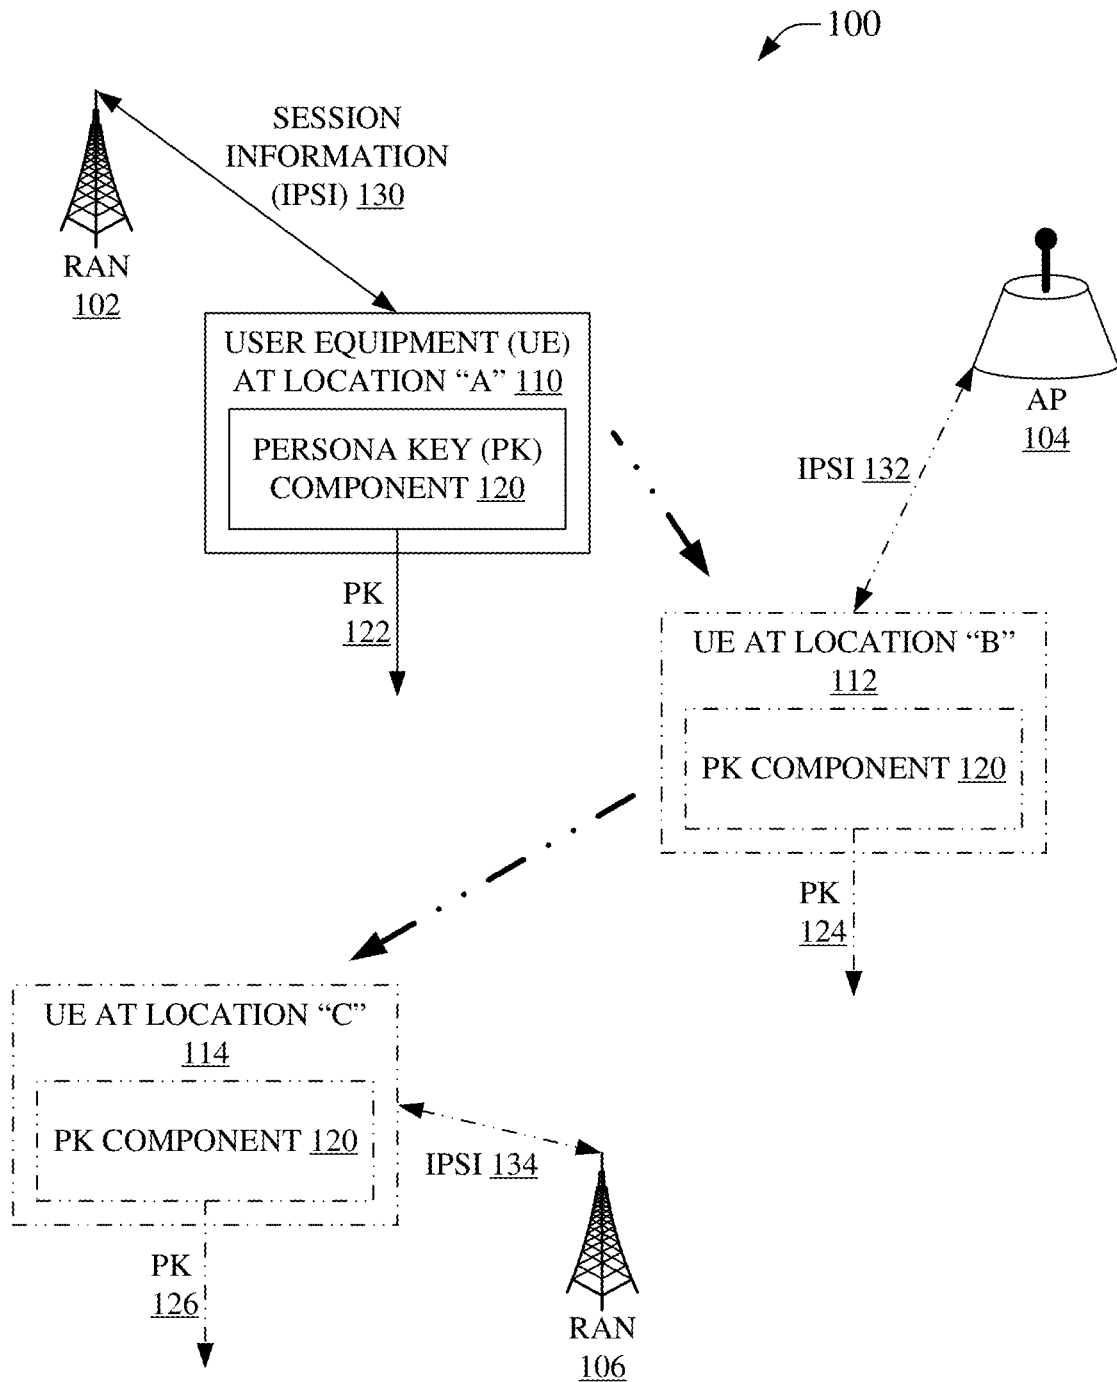 100
SESSION
INFORMATION
(IPSI) 130
RAN
102
USER EQUIPMENT (UE)
AT LOCATION “A” 110
PERSONA KEY (PK)
COMPONENT 120
AP
104
IPSI 132
PK
122
UE AT LOCATION “B”
112
PK COMPONENT 120
PK
124
UE AT LOCATION “C”
114
PK COMPONENT 120
IPSI 134
PK
126
RAN
106